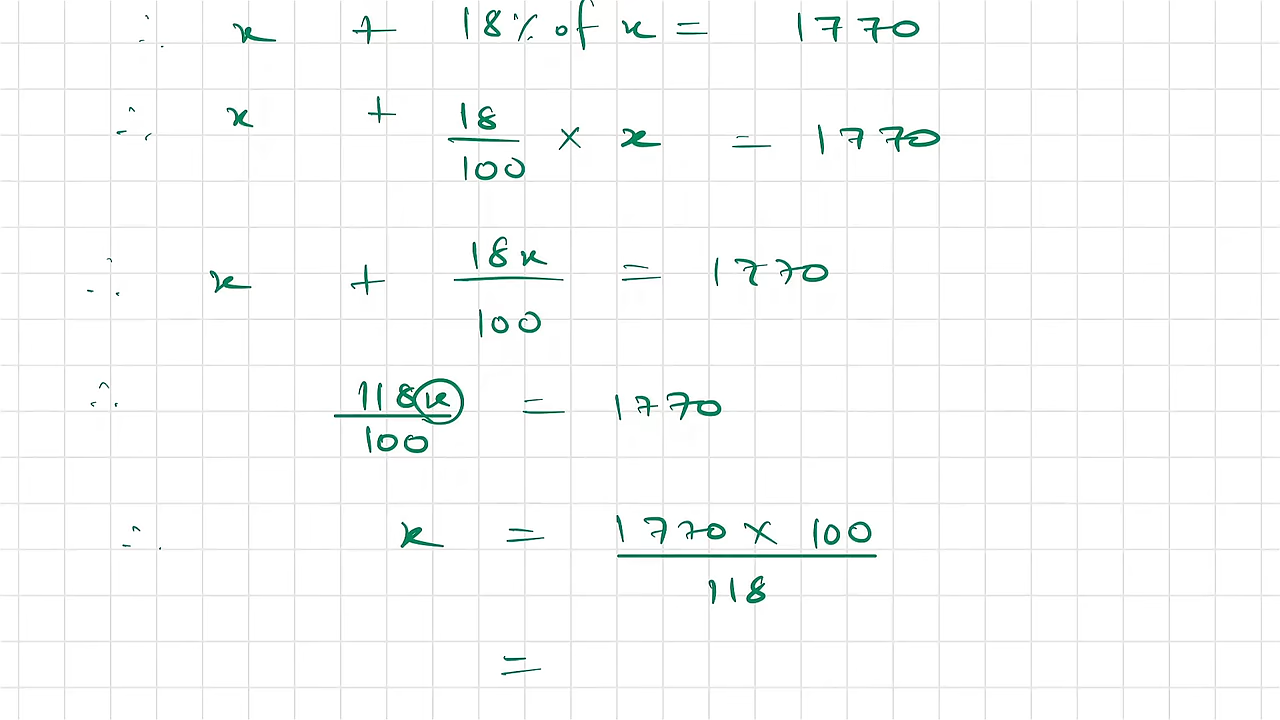 ∴ x + 18% of x = 1770
∴ x + 18/100 × x = 1770
∴ x + 18x/100 = 1770
∴ 118x/100 = 1770
∴ x = 1770 × 100/118
=